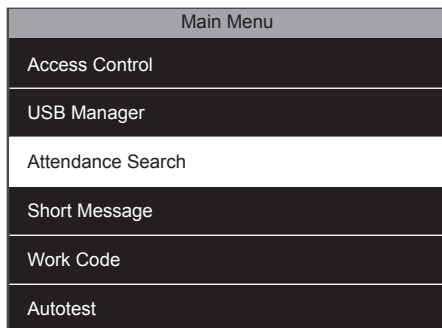 Main Menu
Access Control
USB Manager
Attendance Search
Short Message
Work Code
Autotest